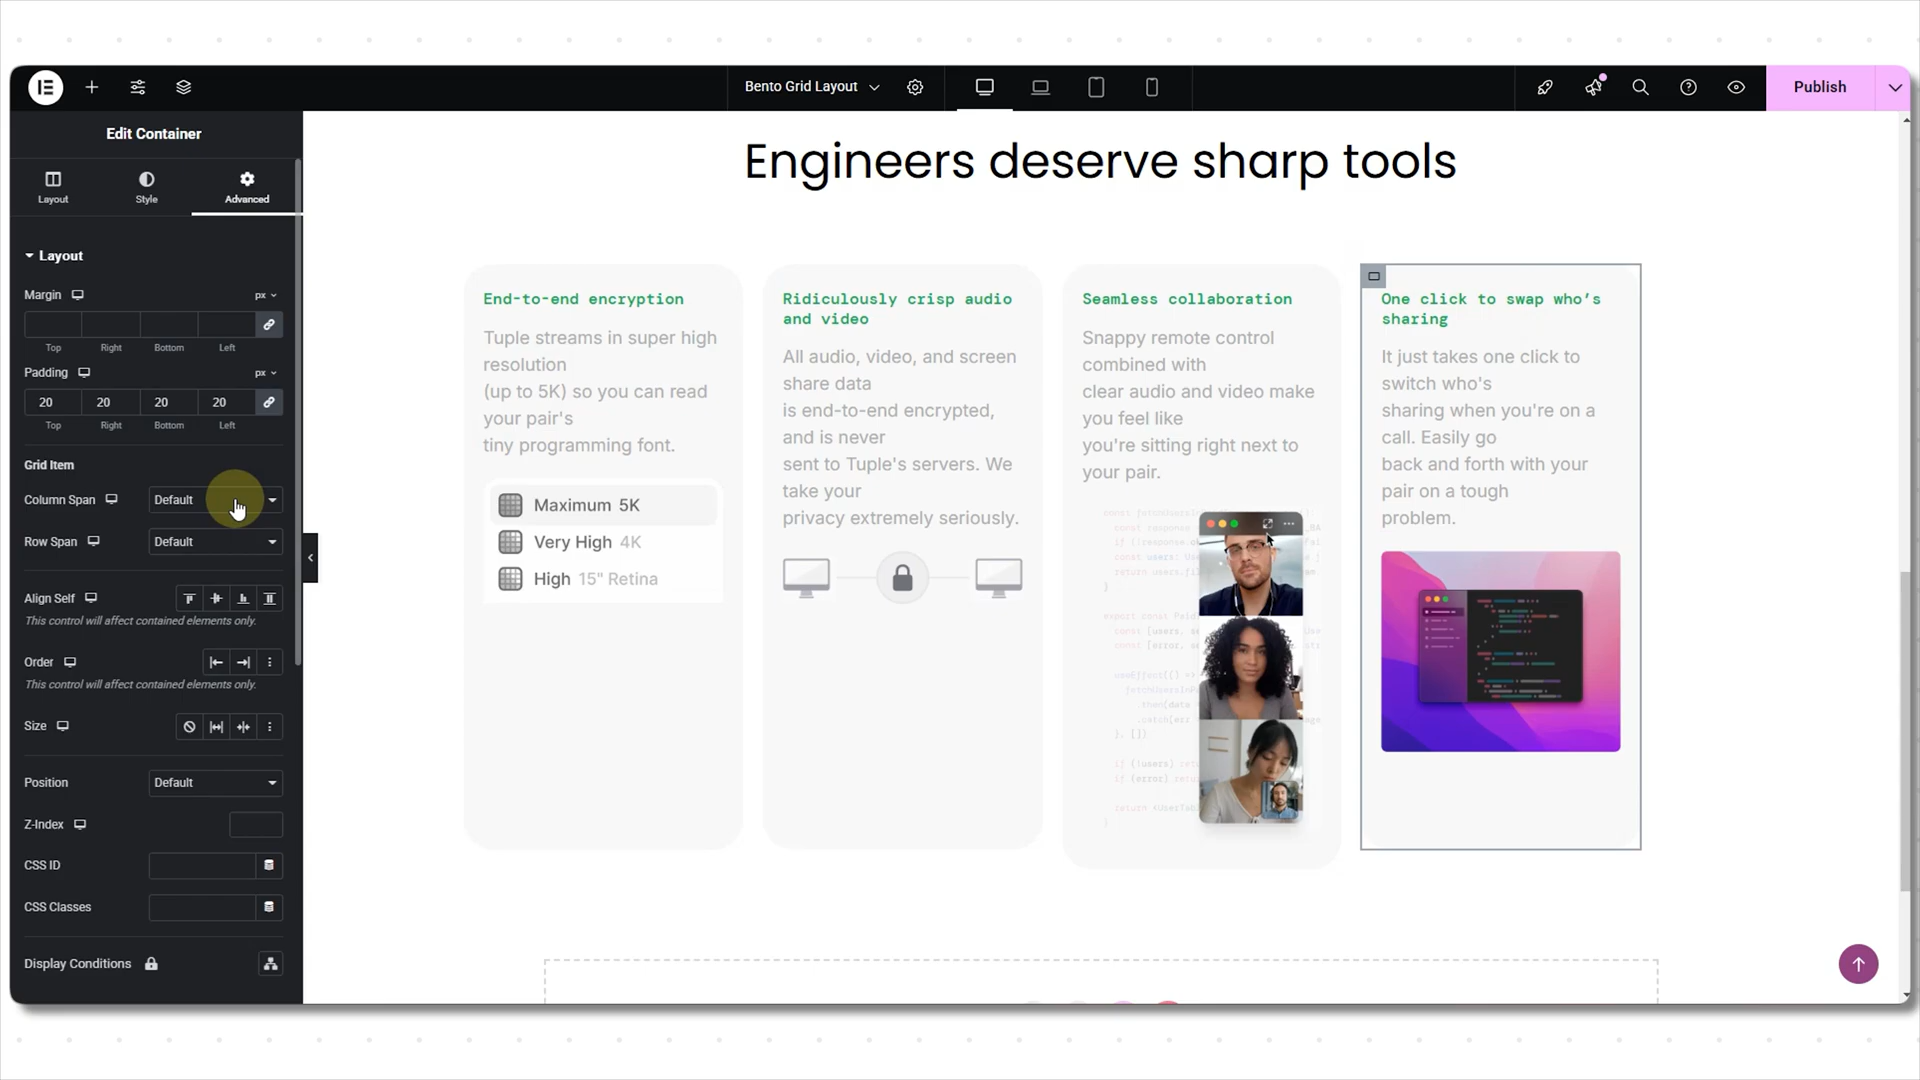 Bento Grid Layout
Publish
Edit Container
Layout
Style
Advanced
Layout
Margin
px
Top
Right
Bottom
Left
Padding
px
20
20
20
20
Top
Right
Bottom
Left
Grid Item
Column Span
Default
Row Span
Default
Align Self
This control will affect contained elements only.
Order
This control will affect contained elements only.
Size
Position
Default
Z-Index
CSS ID
CSS Classes
Display Conditions
Engineers deserve sharp tools
End-to-end encryption
Tuple streams in super high
resolution
(up to 5K) so you can read
your pair's
tiny programming font.
Maximum 5K
Very High 4K
High 15" Retina
Ridiculously crisp audio
and video
All audio, video, and screen
share data
is end-to-end encrypted,
and is never
sent to Tuple's servers. We
take your
privacy extremely seriously.
Seamless collaboration
Snappy remote control
combined with
clear audio and video make
you feel like
you're sitting right next to
your pair.
One click to swap who's
sharing
It just takes one click to
switch who's
sharing when you're on a
call. Easily go
back and forth with your
pair on a tough
problem.